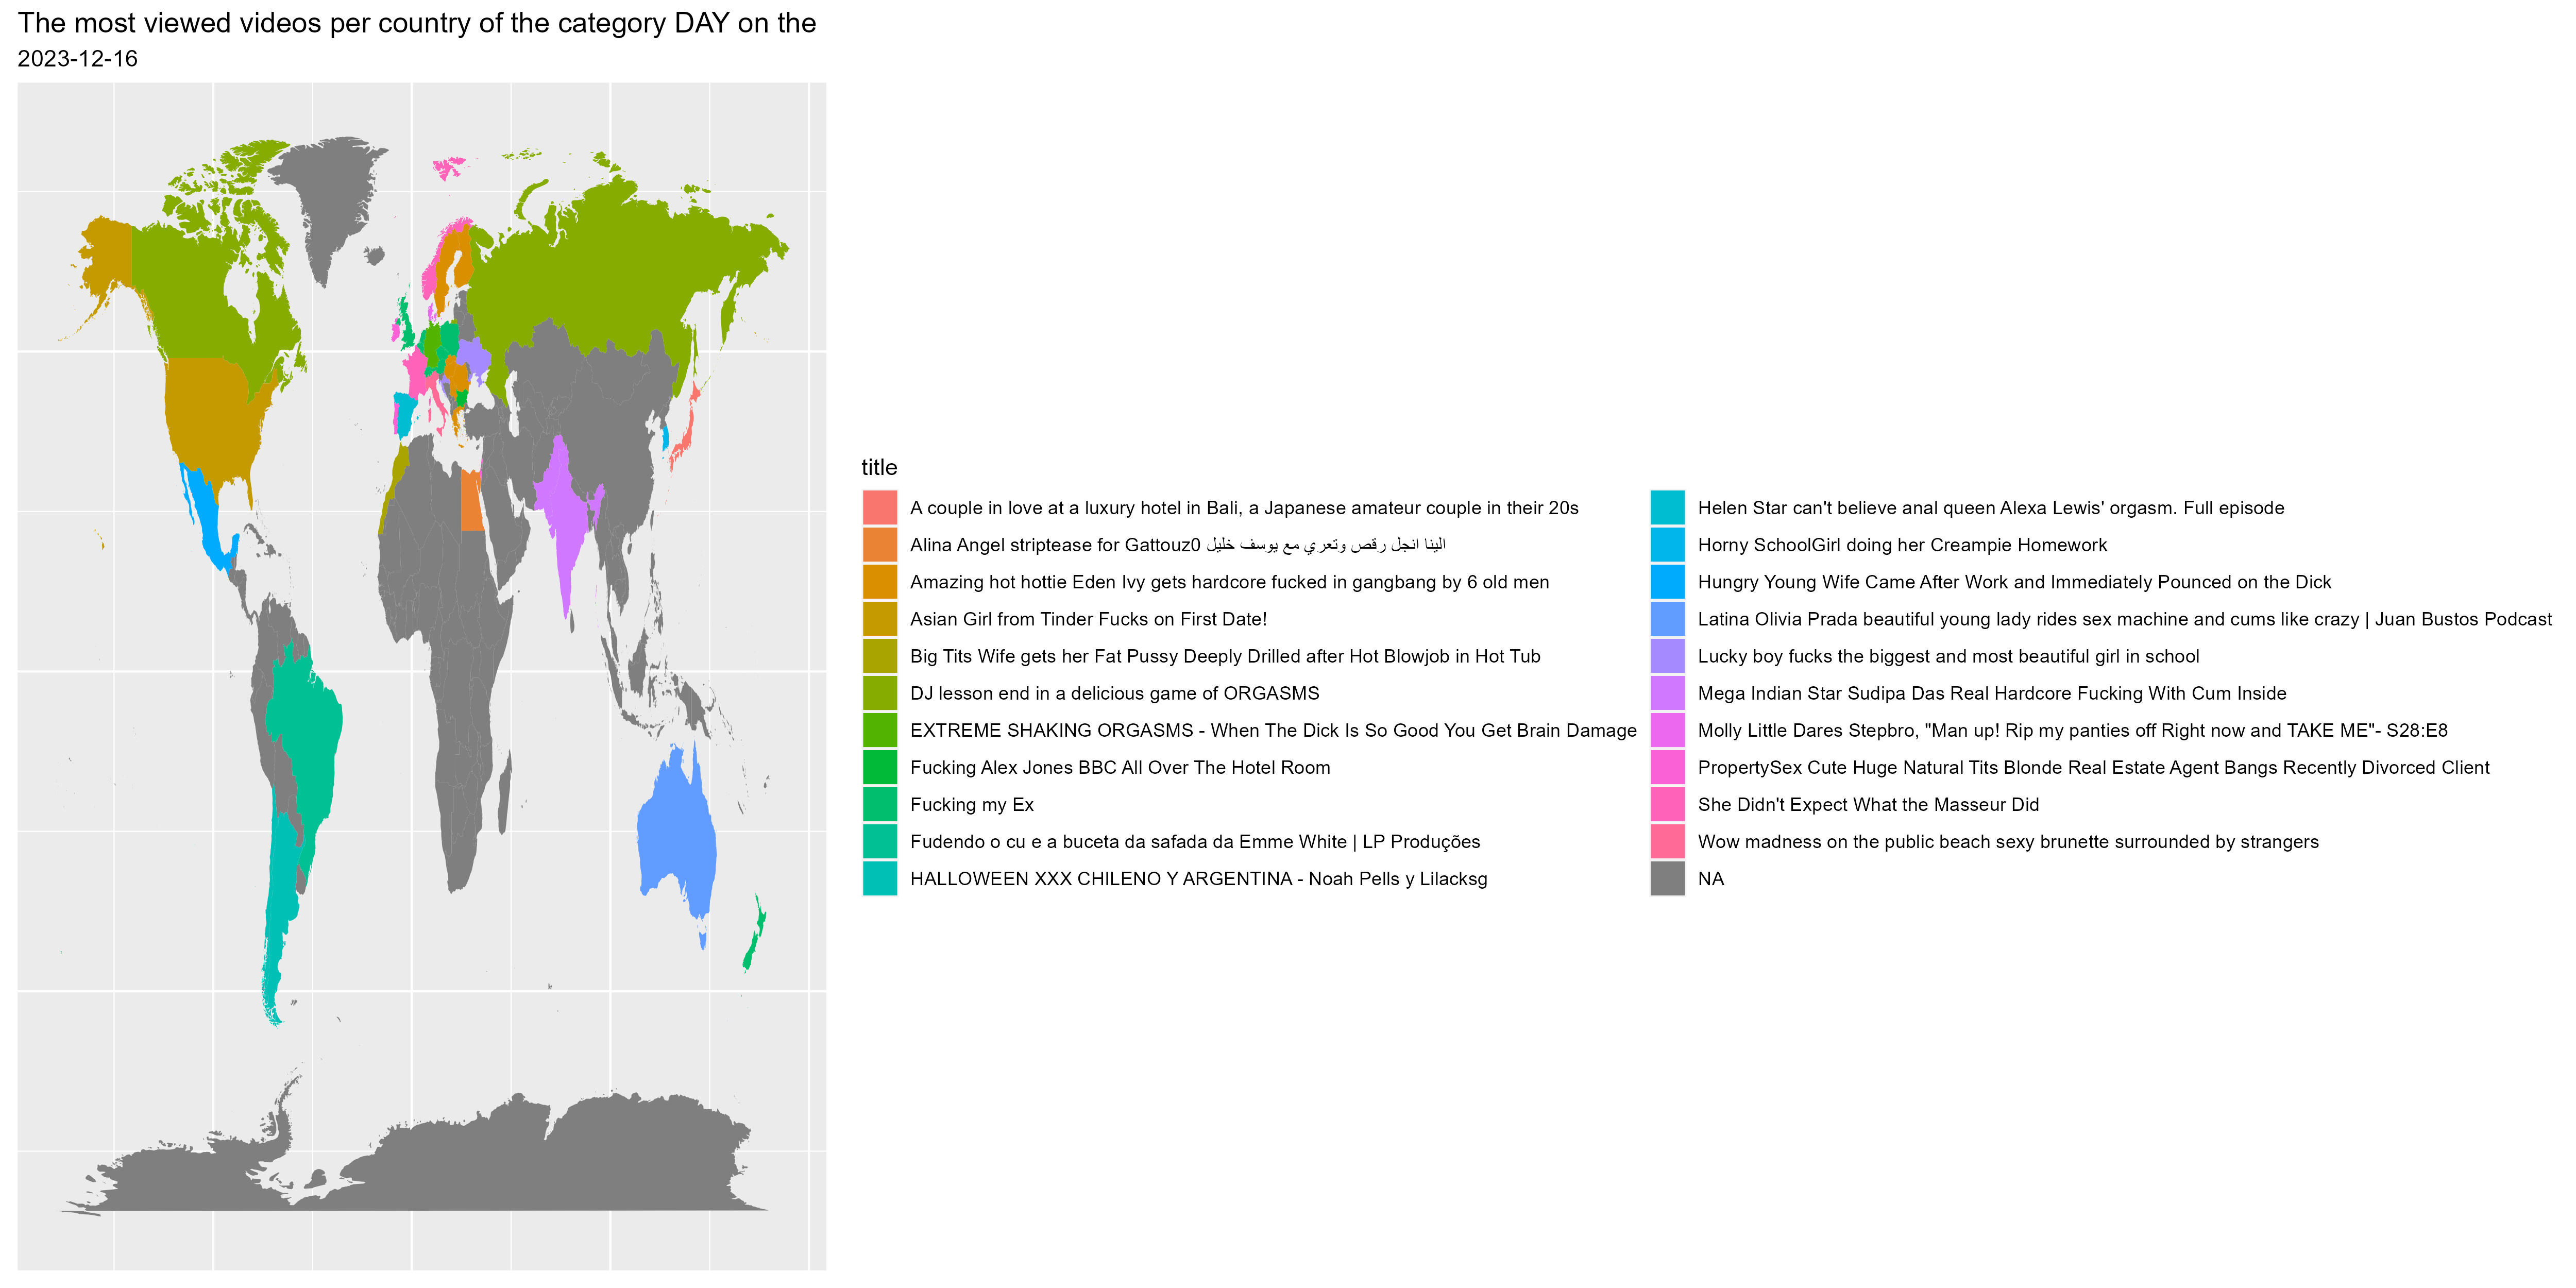 The most viewed videos per country of the category DAY on the
2023-12-16
title
A couple in love at a luxury hotel in Bali, a Japanese amateur couple in their 20s
Alina Angel striptease for Gattouz0 الينا انجل رقص وتعري مع يوسف خليل
Amazing hot hottie Eden Ivy gets hardcore fucked in gangbang by 6 old men
Asian Girl from Tinder Fucks on First Date!
Big Tits Wife gets her Fat Pussy Deeply Drilled after Hot Blowjob in Hot Tub
DJ lesson end in a delicious game of ORGASMS
EXTREME SHAKING ORGASMS - When The Dick Is So Good You Get Brain Damage
Fucking Alex Jones BBC All Over The Hotel Room
Fucking my Ex
Fudendo o cu e a buceta da safada da Emme White | LP Produções
HALLOWEEN XXX CHILENO Y ARGENTINA - Noah Pells y Lilacksg
Helen Star can't believe anal queen Alexa Lewis' orgasm. Full episode
Horny SchoolGirl doing her Creampie Homework
Hungry Young Wife Came After Work and Immediately Pounced on the Dick
Latina Olivia Prada beautiful young lady rides sex machine and cums like crazy | Juan Bustos Podcast
Lucky boy fucks the biggest and most beautiful girl in school
Mega Indian Star Sudipa Das Real Hardcore Fucking With Cum Inside
Molly Little Dares Stepbro, "Man up! Rip my panties off Right now and TAKE ME"- S28:E8
PropertySex Cute Huge Natural Tits Blonde Real Estate Agent Bangs Recently Divorced Client
She Didn't Expect What the Masseur Did
Wow madness on the public beach sexy brunette surrounded by strangers
NA